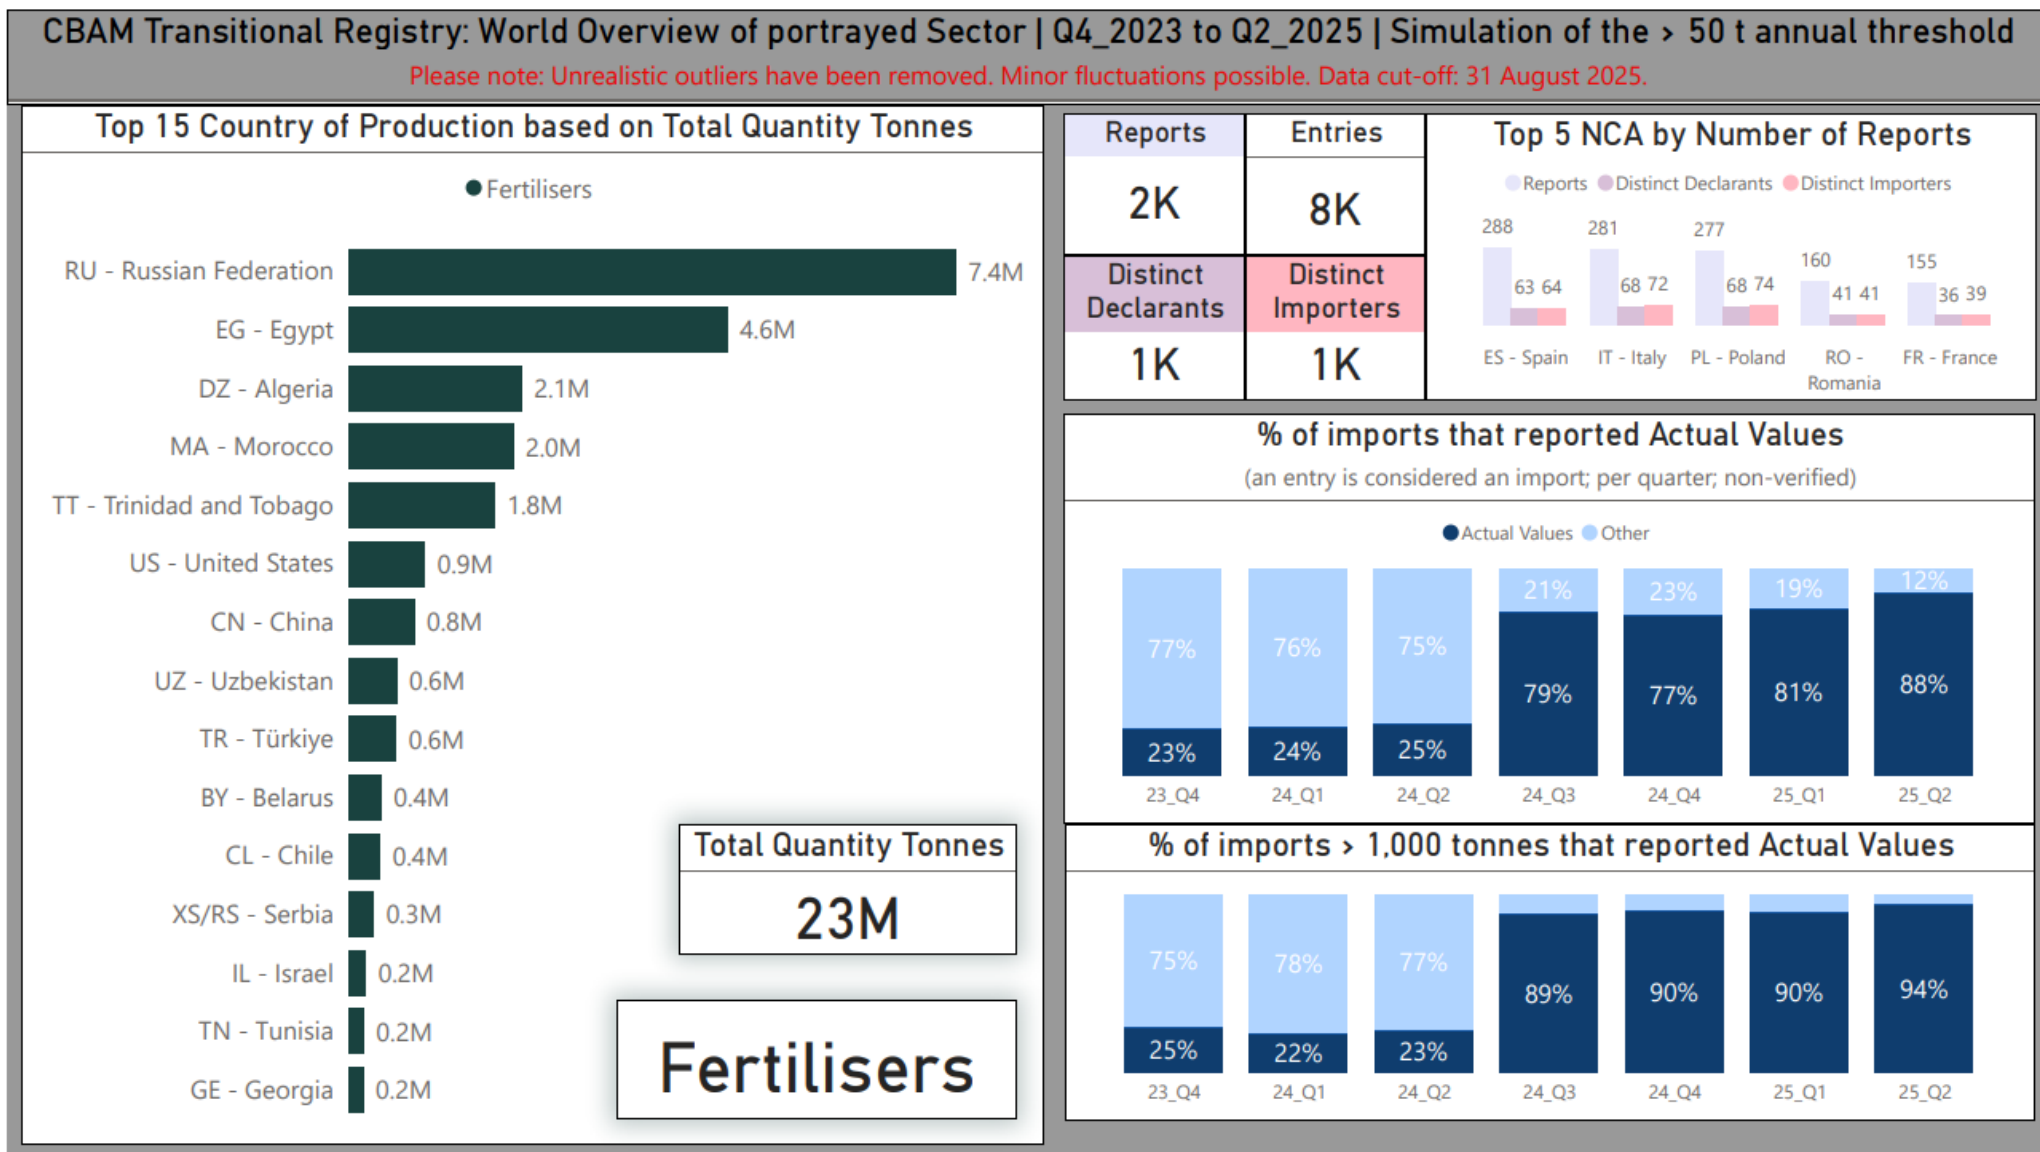 CBAM Transitional Registry: World Overview of portrayed Sector | Q4_2023 to Q2_2025 | Simulation of the > 50 t annual threshold
Please note: Unrealistic outliers have been removed. Minor fluctuations possible. Data cut-off: 31 August 2025.
Top 15 Country of Production based on Total Quantity Tonnes
Fertilisers
RU - Russian Federation 7.4M
EG - Egypt 4.6M
DZ - Algeria 2.1M
MA - Morocco 2.0M
TT - Trinidad and Tobago 1.8M
US - United States 0.9M
CN - China 0.8M
UZ - Uzbekistan 0.6M
TR - Türkiye 0.6M
BY - Belarus 0.4M
CL - Chile 0.4M
XS/RS - Serbia 0.3M
IL - Israel 0.2M
TN - Tunisia 0.2M
GE - Georgia 0.2M
Total Quantity Tonnes
23M
Fertilisers
Reports
2K
Entries
8K
Distinct
Declarants
1K
Distinct
Importers
1K
Top 5 NCA by Number of Reports
Reports Distinct Declarants Distinct Importers
288 63 64
281 68 72
277 68 74
160 41 41
155 36 39
ES - Spain IT - Italy PL - Poland RO - FR - France
Romania
% of imports that reported Actual Values
(an entry is considered an import; per quarter; non-verified)
Actual Values Other
77% 76% 75% 21% 23% 19% 12%
23% 24% 25% 79% 77% 81% 88%
23_Q4 24_Q1 24_Q2 24_Q3 24_Q4 25_Q1 25_Q2
% of imports > 1,000 tonnes that reported Actual Values
75% 78% 77%
25% 22% 23% 89% 90% 90% 94%
23_Q4 24_Q1 24_Q2 24_Q3 24_Q4 25_Q1 25_Q2